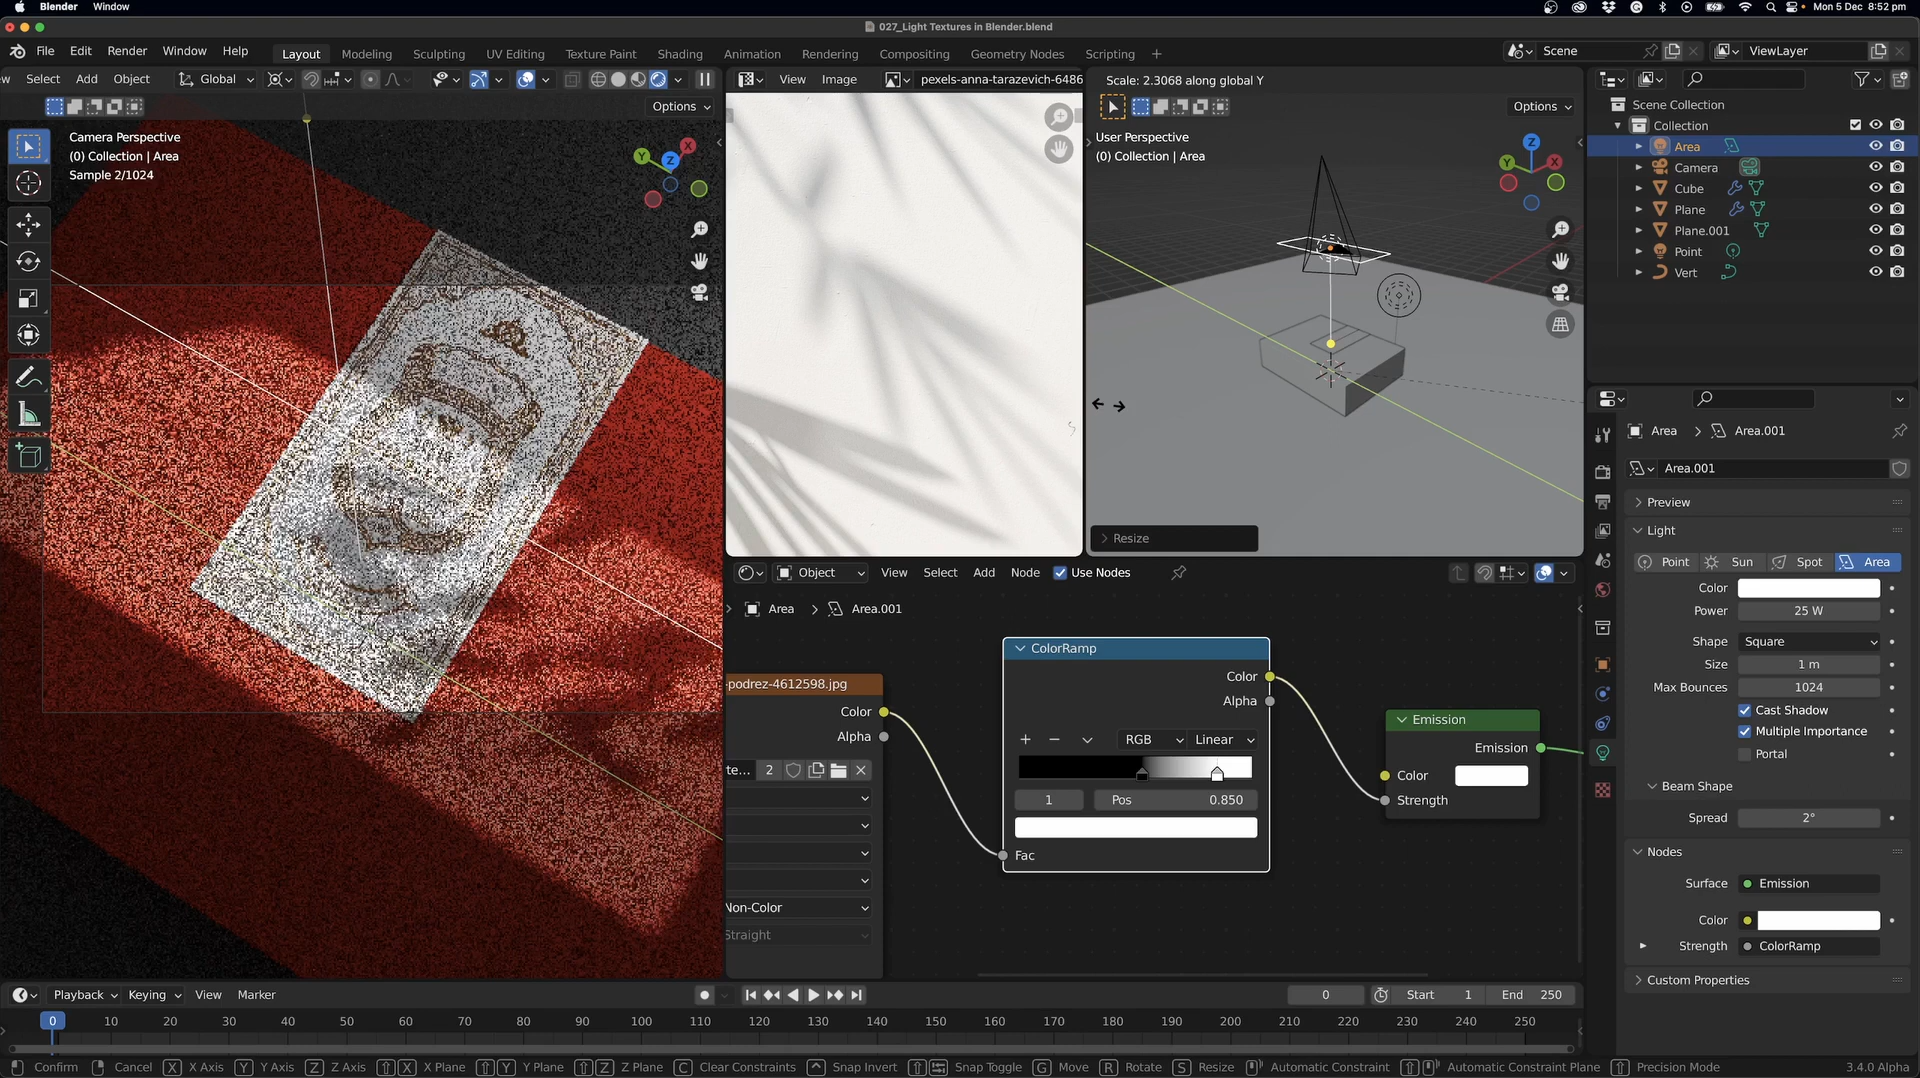 Blender Window
Mon 5 Dec 8:52 pm
027_Light Textures in Blender.blend
File Edit Render Window Help
Layout Modeling Sculpting UV Editing Texture Paint Shading Animation Rendering Compositing Geometry Nodes Scripting +
Scene
ViewLayer
w Select Add Object Global
View Image pexels-anna-tarazevich-6486
Scale: 2.3068 along global Y
Options
Options
Camera Perspective
(0) Collection | Area
Sample 2/1024
X
Y
Z
User Perspective
(0) Collection | Area
Z
Y
X
Resize
Scene Collection
Collection
Area
Camera
Cube
Plane
Plane.001
Point
Vert
Area > Area.001
Area.001
Preview
Light
Point Sun Spot Area
Color
Power 25 W
Shape Square
Size 1 m
Max Bounces 1024
Cast Shadow
Multiple Importance
Portal
Beam Shape
Spread 2°
Nodes
Surface Emission
Color
Strength ColorRamp
Custom Properties
Object View Select Add Node Use Nodes
Area > Area.001
-podrez-4612598.jpg
Color
Alpha
te... 2
Non-Color
Straight
ColorRamp
Color
Alpha
+ − RGB Linear
1 Pos 0.850
Fac
Emission
Emission
Color
Strength
Playback Keying View Marker
0 Start 1 End 250
0 10 20 30 40 50 60 70 80 90 100 110 120 130 140 150 160 170 180 190 200 210 220 230 240 250
Confirm Cancel X X Axis Y Y Axis Z Z Axis X X Plane Y Y Plane Z Z Plane C Clear Constraints Snap Invert Snap Toggle G Move R Rotate S Resize Automatic Constraint Automatic Constraint Plane Precision Mode
3.4.0 Alpha